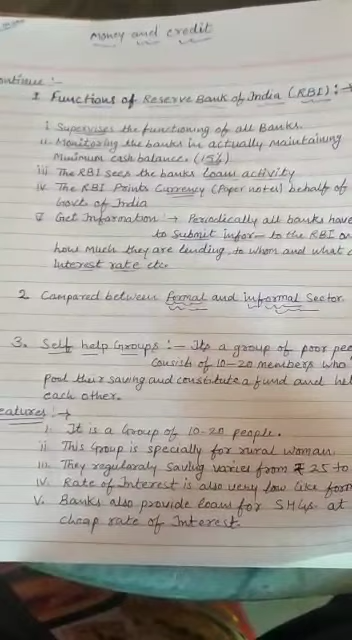 Money and credit
ontinue :-
1 Functions of Reserve Bank of India (RBI) :→
i Supervises the functioning of all Banks.
ii. Monitoring the banks in actually Maintaining
Minimum cash balance. (15%)
iii The RBI sees the banks loan activity
iv The RBI Prints Currency (Paper notes) behalf of
Govt. of India
v Get Information :→ Periodically all banks have
to submit infor— to the RBI on
how Much they are lending, to whom and what
Interest rate etc.
2 Compared between formal and informal Sector.
3. Self help Groups :— Its a group of poor peo
Consist of 10-20 members who
pool their saving and constitute a fund and hel
each other.
eatures :→
i. It is a Group of 10-20 people.
ii This Group is specially for rural woman.
iii. They regularaly Saving varies from ₹ 25 to
iv. Rate of Interest is also very low like form
v. Banks also provide loan for SHGs at
cheap rate of Interest.